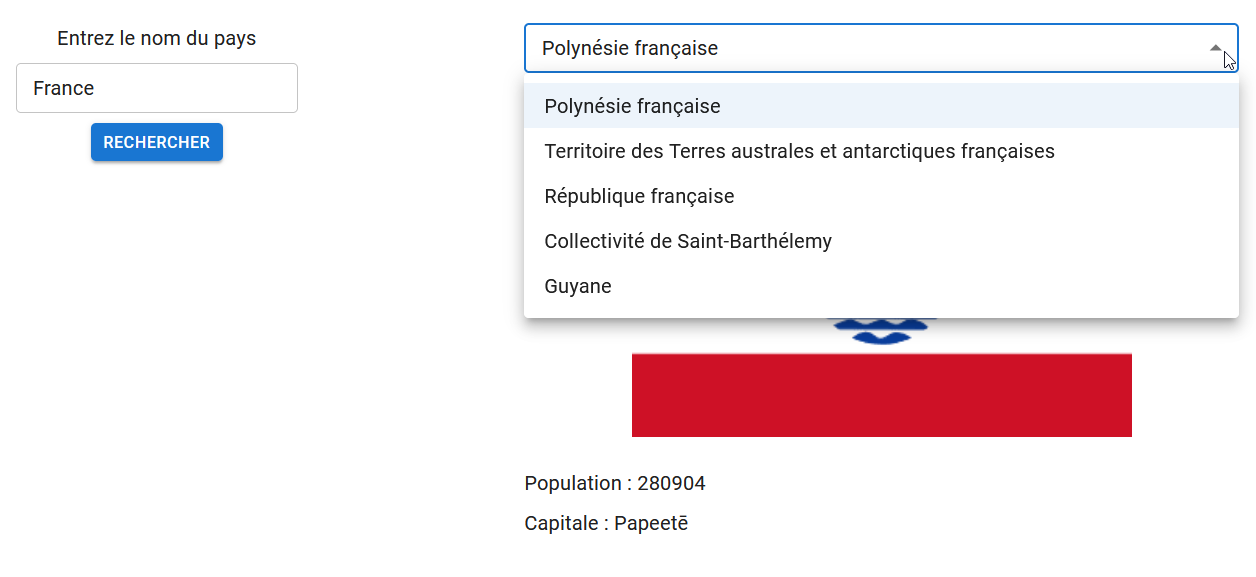 Entrez le nom du pays
France
RECHERCHER
Polynésie française
Polynésie française
Territoire des Terres australes et antarctiques françaises
République française
Collectivité de Saint-Barthélemy
Guyane
Population : 280904
Capitale : Papeetē